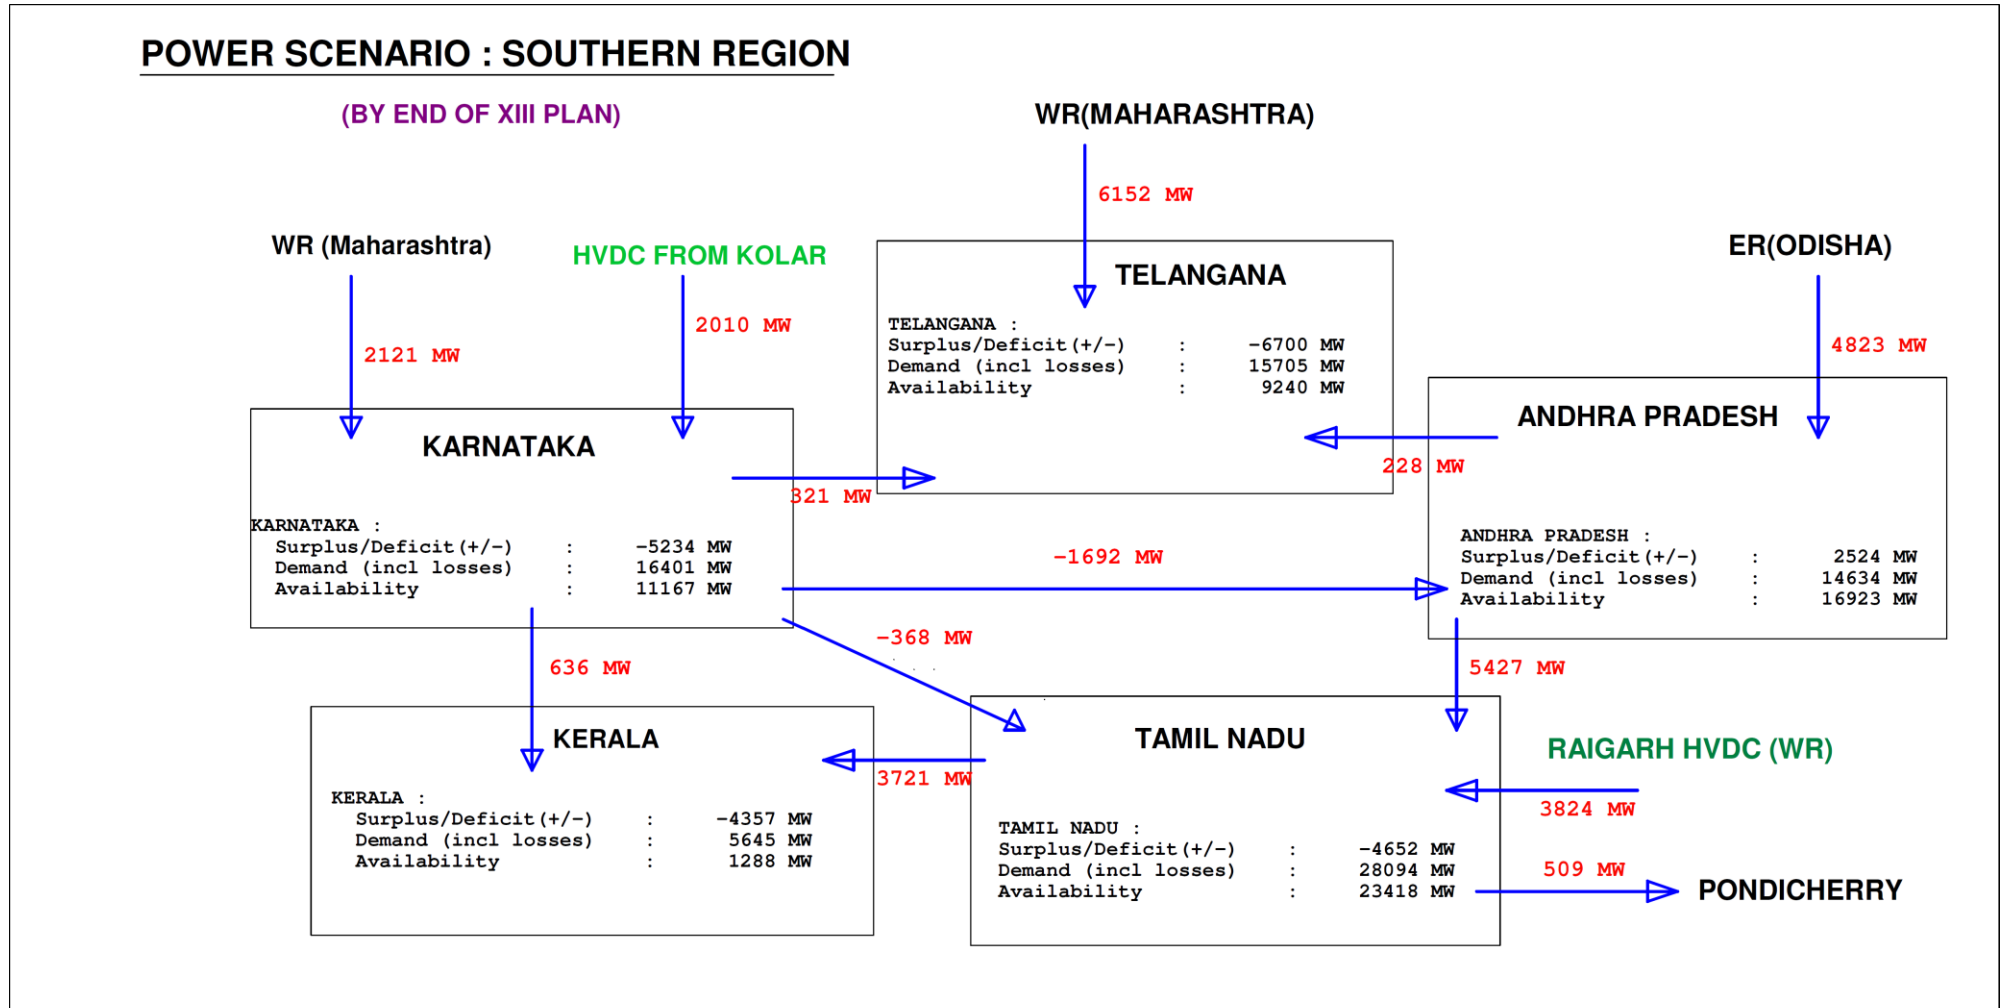 POWER SCENARIO : SOUTHERN REGION
(BY END OF XIII PLAN)
WR(MAHARASHTRA)
6152 MW
WR (Maharashtra)
HVDC FROM KOLAR
ER(ODISHA)
2121 MW
2010 MW
4823 MW
TELANGANA
TELANGANA :
Surplus/Deficit(+/-) : -6700 MW
Demand (incl losses) : 15705 MW
Availability : 9240 MW
KARNATAKA
321 MW
228 MW
ANDHRA PRADESH
KARNATAKA :
Surplus/Deficit(+/-) : -5234 MW
Demand (incl losses) : 16401 MW
Availability : 11167 MW
-1692 MW
ANDHRA PRADESH :
Surplus/Deficit(+/-) : 2524 MW
Demand (incl losses) : 14634 MW
Availability : 16923 MW
636 MW
-368 MW
5427 MW
KERALA
3721 MW
TAMIL NADU
RAIGARH HVDC (WR)
3824 MW
KERALA :
Surplus/Deficit(+/-) : -4357 MW
Demand (incl losses) : 5645 MW
Availability : 1288 MW
TAMIL NADU :
Surplus/Deficit(+/-) : -4652 MW
Demand (incl losses) : 28094 MW
Availability : 23418 MW
509 MW
PONDICHERRY